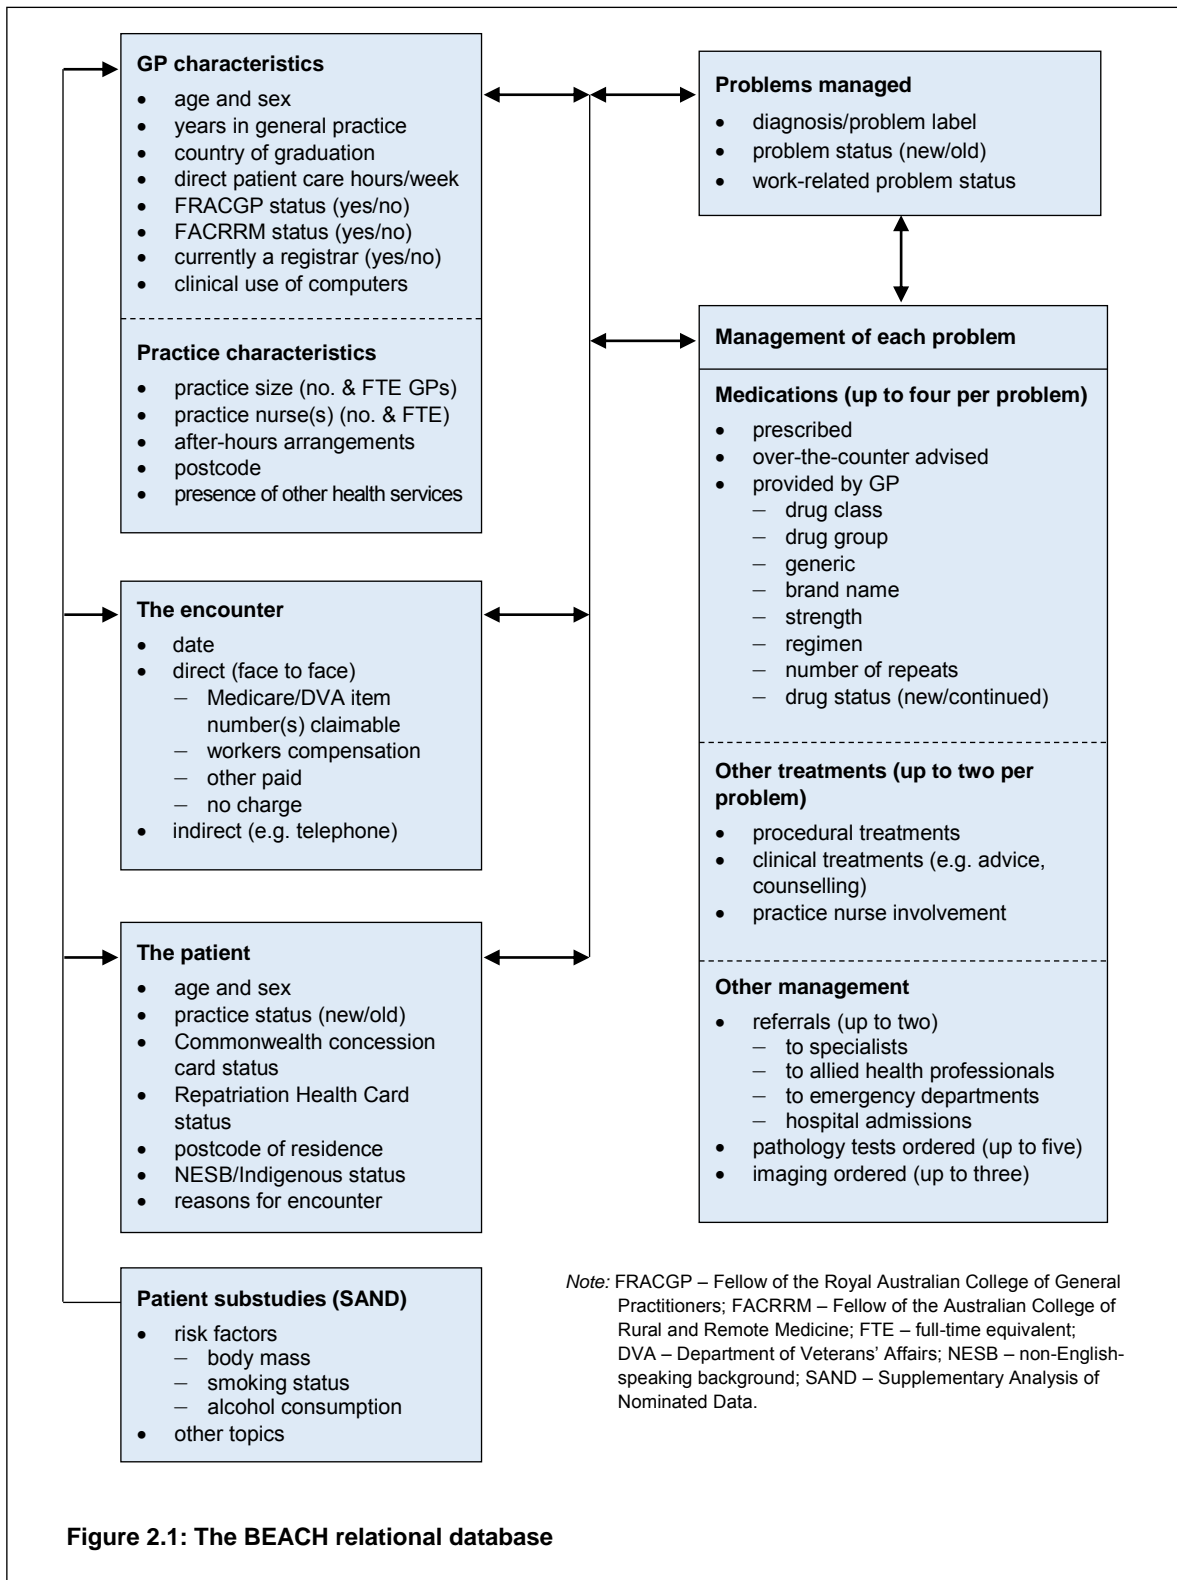 GP characteristics
• age and sex
• years in general practice
• country of graduation
• direct patient care hours/week
• FRACGP status (yes/no)
• FACRRM status (yes/no)
• currently a registrar (yes/no)
• clinical use of computers
Practice characteristics
• practice size (no. & FTE GPs)
• practice nurse(s) (no. & FTE)
• after-hours arrangements
• postcode
• presence of other health services
The encounter
• date
• direct (face to face)
– Medicare/DVA item
number(s) claimable
– workers compensation
– other paid
– no charge
• indirect (e.g. telephone)
The patient
• age and sex
• practice status (new/old)
• Commonwealth concession
card status
• Repatriation Health Card
status
• postcode of residence
• NESB/Indigenous status
• reasons for encounter
Patient substudies (SAND)
• risk factors
– body mass
– smoking status
– alcohol consumption
• other topics
Problems managed
• diagnosis/problem label
• problem status (new/old)
• work-related problem status
Management of each problem
Medications (up to four per problem)
• prescribed
• over-the-counter advised
• provided by GP
– drug class
– drug group
– generic
– brand name
– strength
– regimen
– number of repeats
– drug status (new/continued)
Other treatments (up to two per
problem)
• procedural treatments
• clinical treatments (e.g. advice,
counselling)
• practice nurse involvement
Other management
• referrals (up to two)
– to specialists
– to allied health professionals
– to emergency departments
– hospital admissions
• pathology tests ordered (up to five)
• imaging ordered (up to three)
Note: FRACGP – Fellow of the Royal Australian College of General
Practitioners; FACRRM – Fellow of the Australian College of
Rural and Remote Medicine; FTE – full-time equivalent;
DVA – Department of Veterans' Affairs; NESB – non-English-
speaking background; SAND – Supplementary Analysis of
Nominated Data.
Figure 2.1: The BEACH relational database